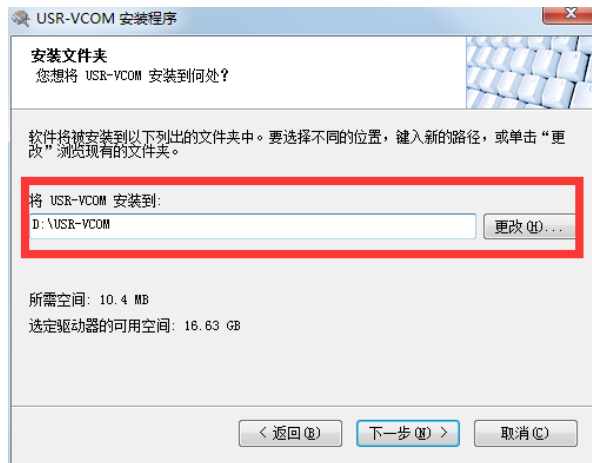 USR-VCOM 安装程序
安装文件夹
您想将 USR-VCOM 安装到何处?
软件将被安装到以下列出的文件夹中。要选择不同的位置，键入新的路径，或单击“更
改”浏览现有的文件夹。
将 USR-VCOM 安装到:
D:\USR-VCOM
更改(H)...
所需空间: 10.4 MB
选定驱动器的可用空间: 16.63 GB
< 返回(B)
下一步(N) >
取消(C)